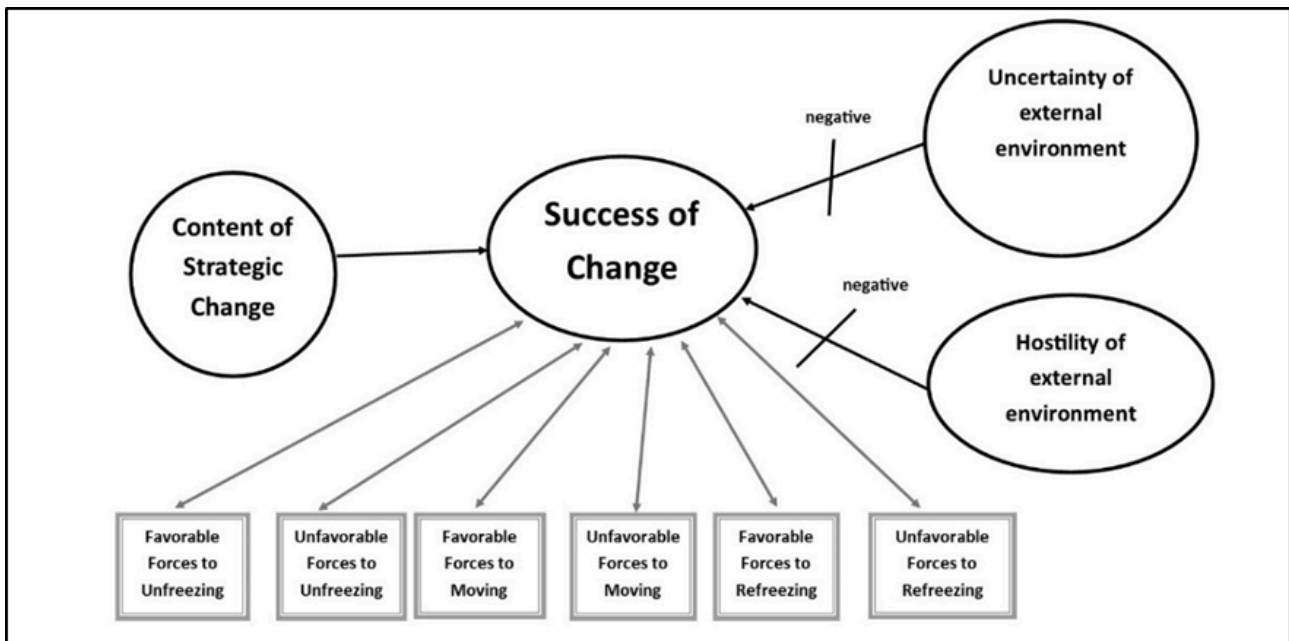 Uncertainty of
external
environment
negative
Content of
Strategic
Change
Success of
Change
negative
Hostility of
external
environment
Favorable
Forces to
Unfreezing
Unfavorable
Forces to
Unfreezing
Favorable
Forces to
Moving
Unfavorable
Forces to
Moving
Favorable
Forces to
Refreezing
Unfavorable
Forces to
Refreezing